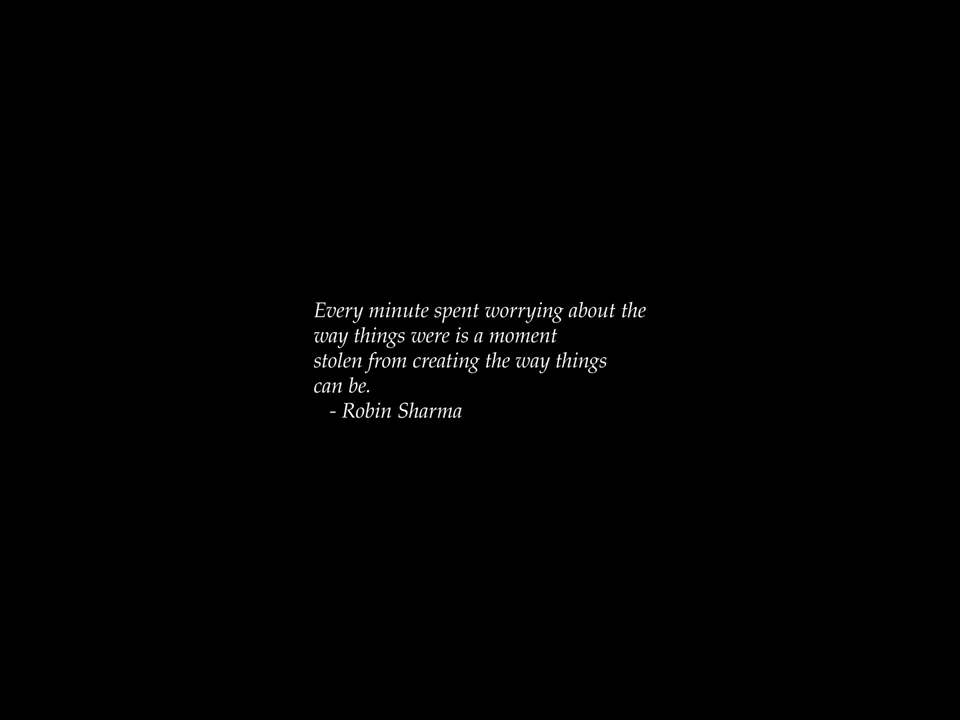 Every minute spent worrying about the
way things were is a moment
stolen from creating the way things
can be.
- Robin Sharma